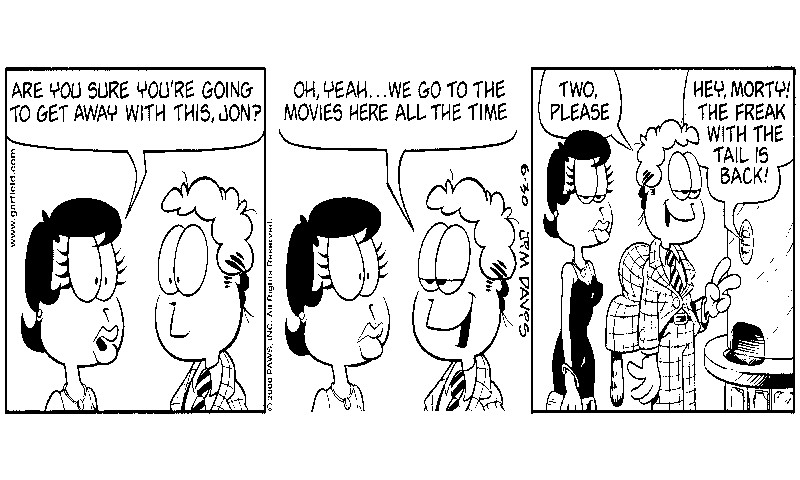 ARE YOU SURE YOU'RE GOING
TO GET AWAY WITH THIS, JON?
www.garfield.com
OH, YEAH...WE GO TO THE
MOVIES HERE ALL THE TIME
© 2000 PAWS, INC. All Rights Reserved.
TWO,
PLEASE
HEY, MORTY!
THE FREAK
WITH THE
TAIL IS
BACK!
6-30 JIM DAVIS